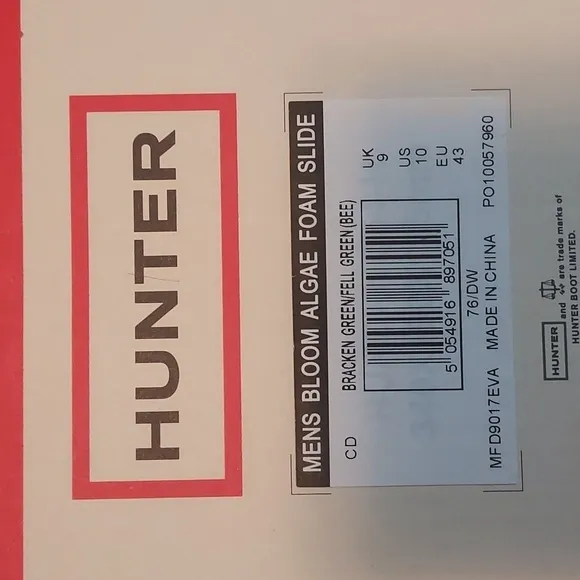 HUNTER
MENS BLOOM ALGAE FOAM SLIDE
BRACKEN GREEN/FELL GREEN(BEE)
CD
UK
9
US
10
EU
43
5 054916 897051
76/DW
MFD9017EVA MADE IN CHINA PO10057960
HUNTER and are trade marks of
HUNTER BOOT LIMITED.